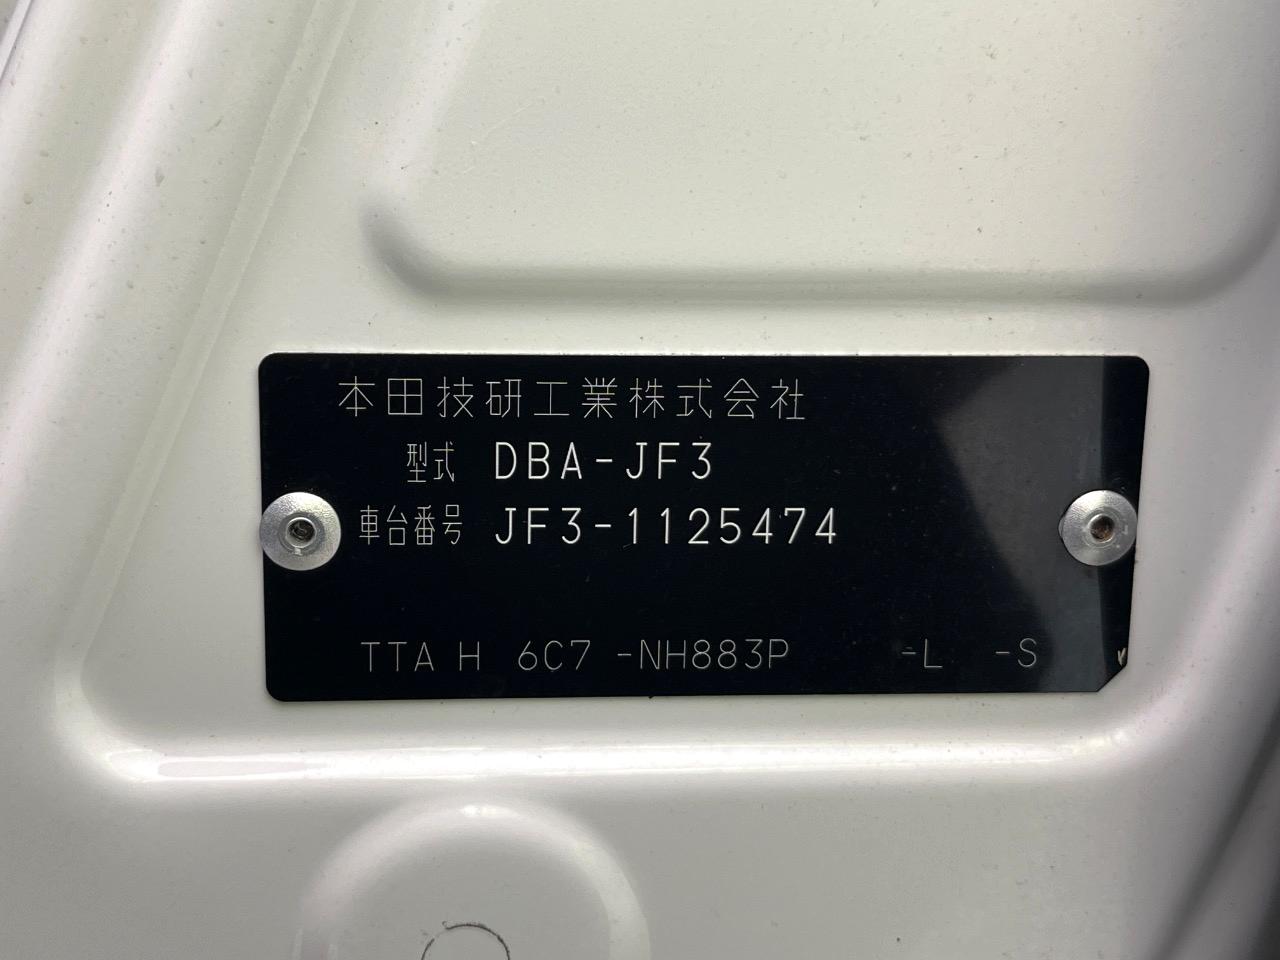 本田技研工業株式会社
型式 DBA-JF3
車台番号 JF3-1125474
TTA H 6C7 -NH883P -L -S